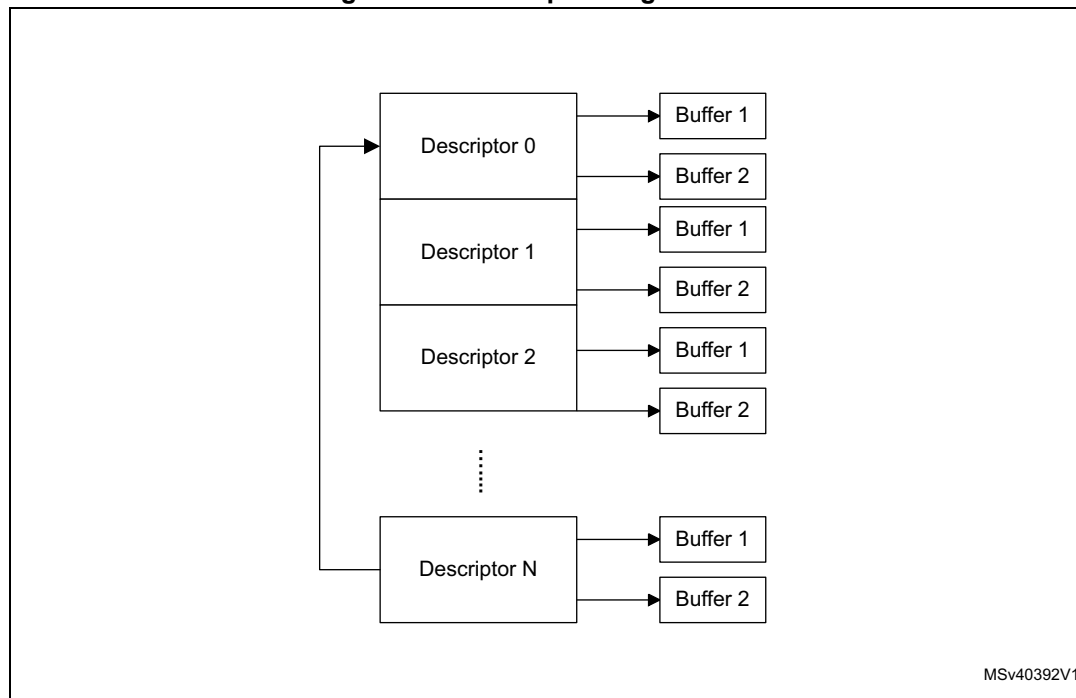 Buffer 1
Descriptor 0
Buffer 2
Buffer 1
Descriptor 1
Buffer 2
Buffer 1
Descriptor 2
Buffer 2
Buffer 1
Descriptor N
Buffer 2
MSv40392V1